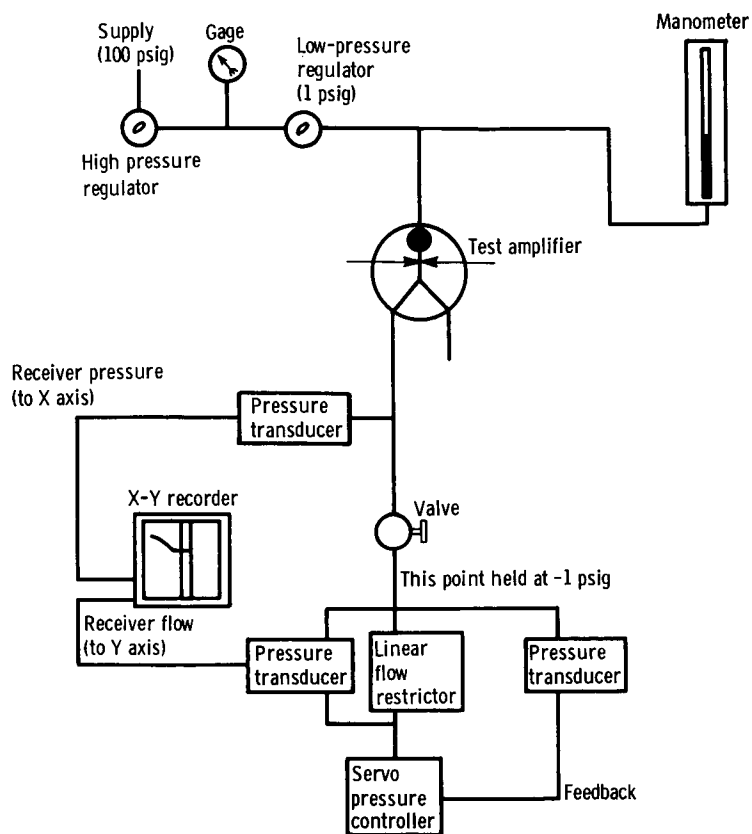 Supply
(100 psig)
Gage
Low-pressure
regulator
(1 psig)
Manometer
High pressure
regulator
Test amplifier
Receiver pressure
(to X axis)
Pressure
transducer
X-Y recorder
Valve
This point held at -1 psig
Receiver flow
(to Y axis)
Pressure
transducer
Linear
flow
restrictor
Pressure
transducer
Servo
pressure
controller
Feedback